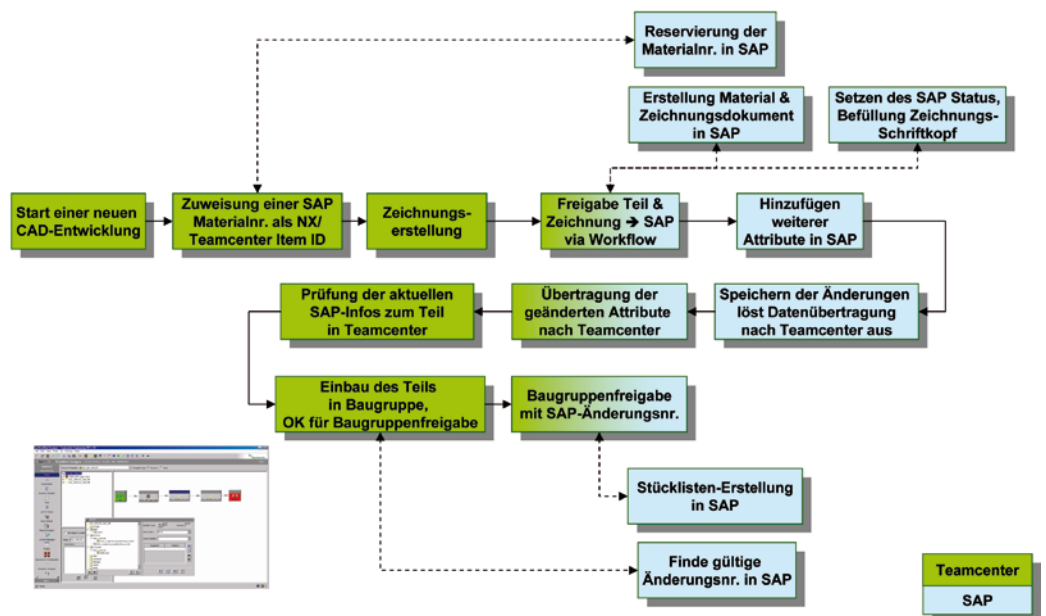 Reservierung der
Materialnr. in SAP
Erstellung Material &
Zeichnungsdokument
in SAP
Setzen des SAP Status,
Befüllung Zeichnungs-
Schriftkopf
Start einer neuen
CAD-Entwicklung
Zuweisung einer SAP
Materialnr. als NX/
Teamcenter Item ID
Zeichnungs-
erstellung
Freigabe Teil &
Zeichnung ➔ SAP
via Workflow
Hinzufügen
weiterer
Attribute in SAP
Prüfung der aktuellen
SAP-Infos zum Teil
in Teamcenter
Übertragung der
geänderten Attribute
nach Teamcenter
Speichern der Änderungen
löst Datenübertragung
nach Teamcenter aus
Einbau des Teils
in Baugruppe,
OK für Baugruppenfreigabe
Baugruppenfreigabe
mit SAP-Änderungsnr.
Stücklisten-Erstellung
in SAP
Finde gültige
Änderungsnr. in SAP
Teamcenter
SAP